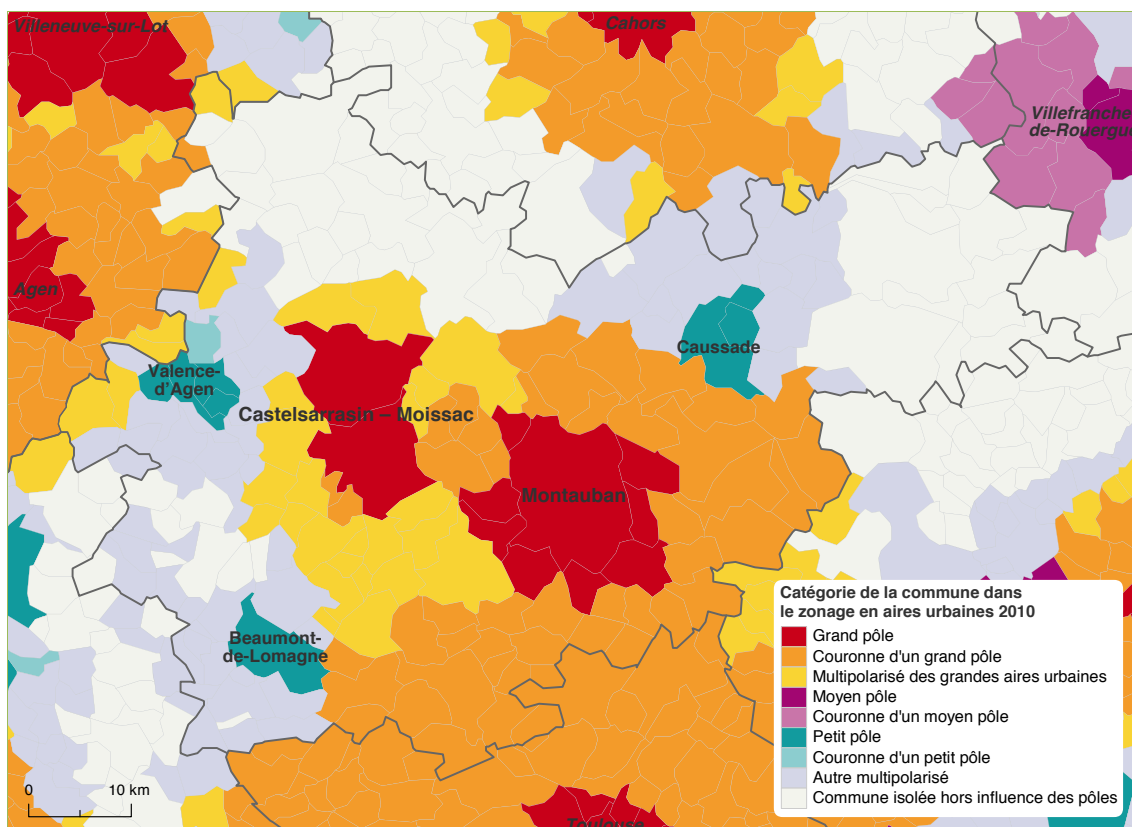 Villeneuve-sur-Lot
Cahors
Villefranche-
de-Rouergue
Agen
Caussade
Valence-
d'Agen
Castelsarrasin – Moissac
Montauban
Beaumont-
de-Lomagne
Toulouse
Catégorie de la commune dans
le zonage en aires urbaines 2010
Grand pôle
Couronne d'un grand pôle
Multipolarisé des grandes aires urbaines
Moyen pôle
Couronne d'un moyen pôle
Petit pôle
Couronne d'un petit pôle
Autre multipolarisé
Commune isolée hors influence des pôles
0 10 km